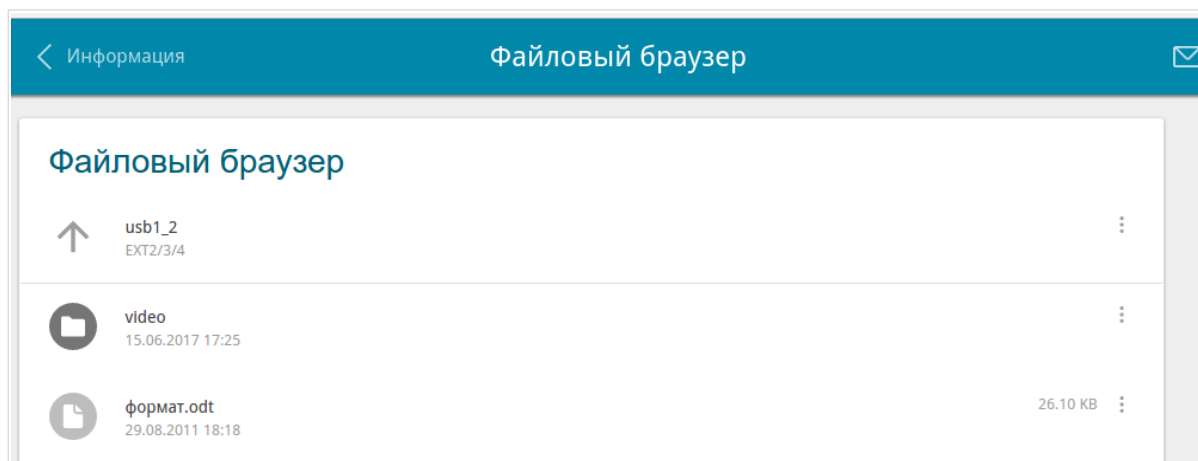 Информация
Файловый браузер
Файловый браузер
usb1_2
EXT2/3/4
video
15.06.2017 17:25
формат.odt
26.10 KB
29.08.2011 18:18